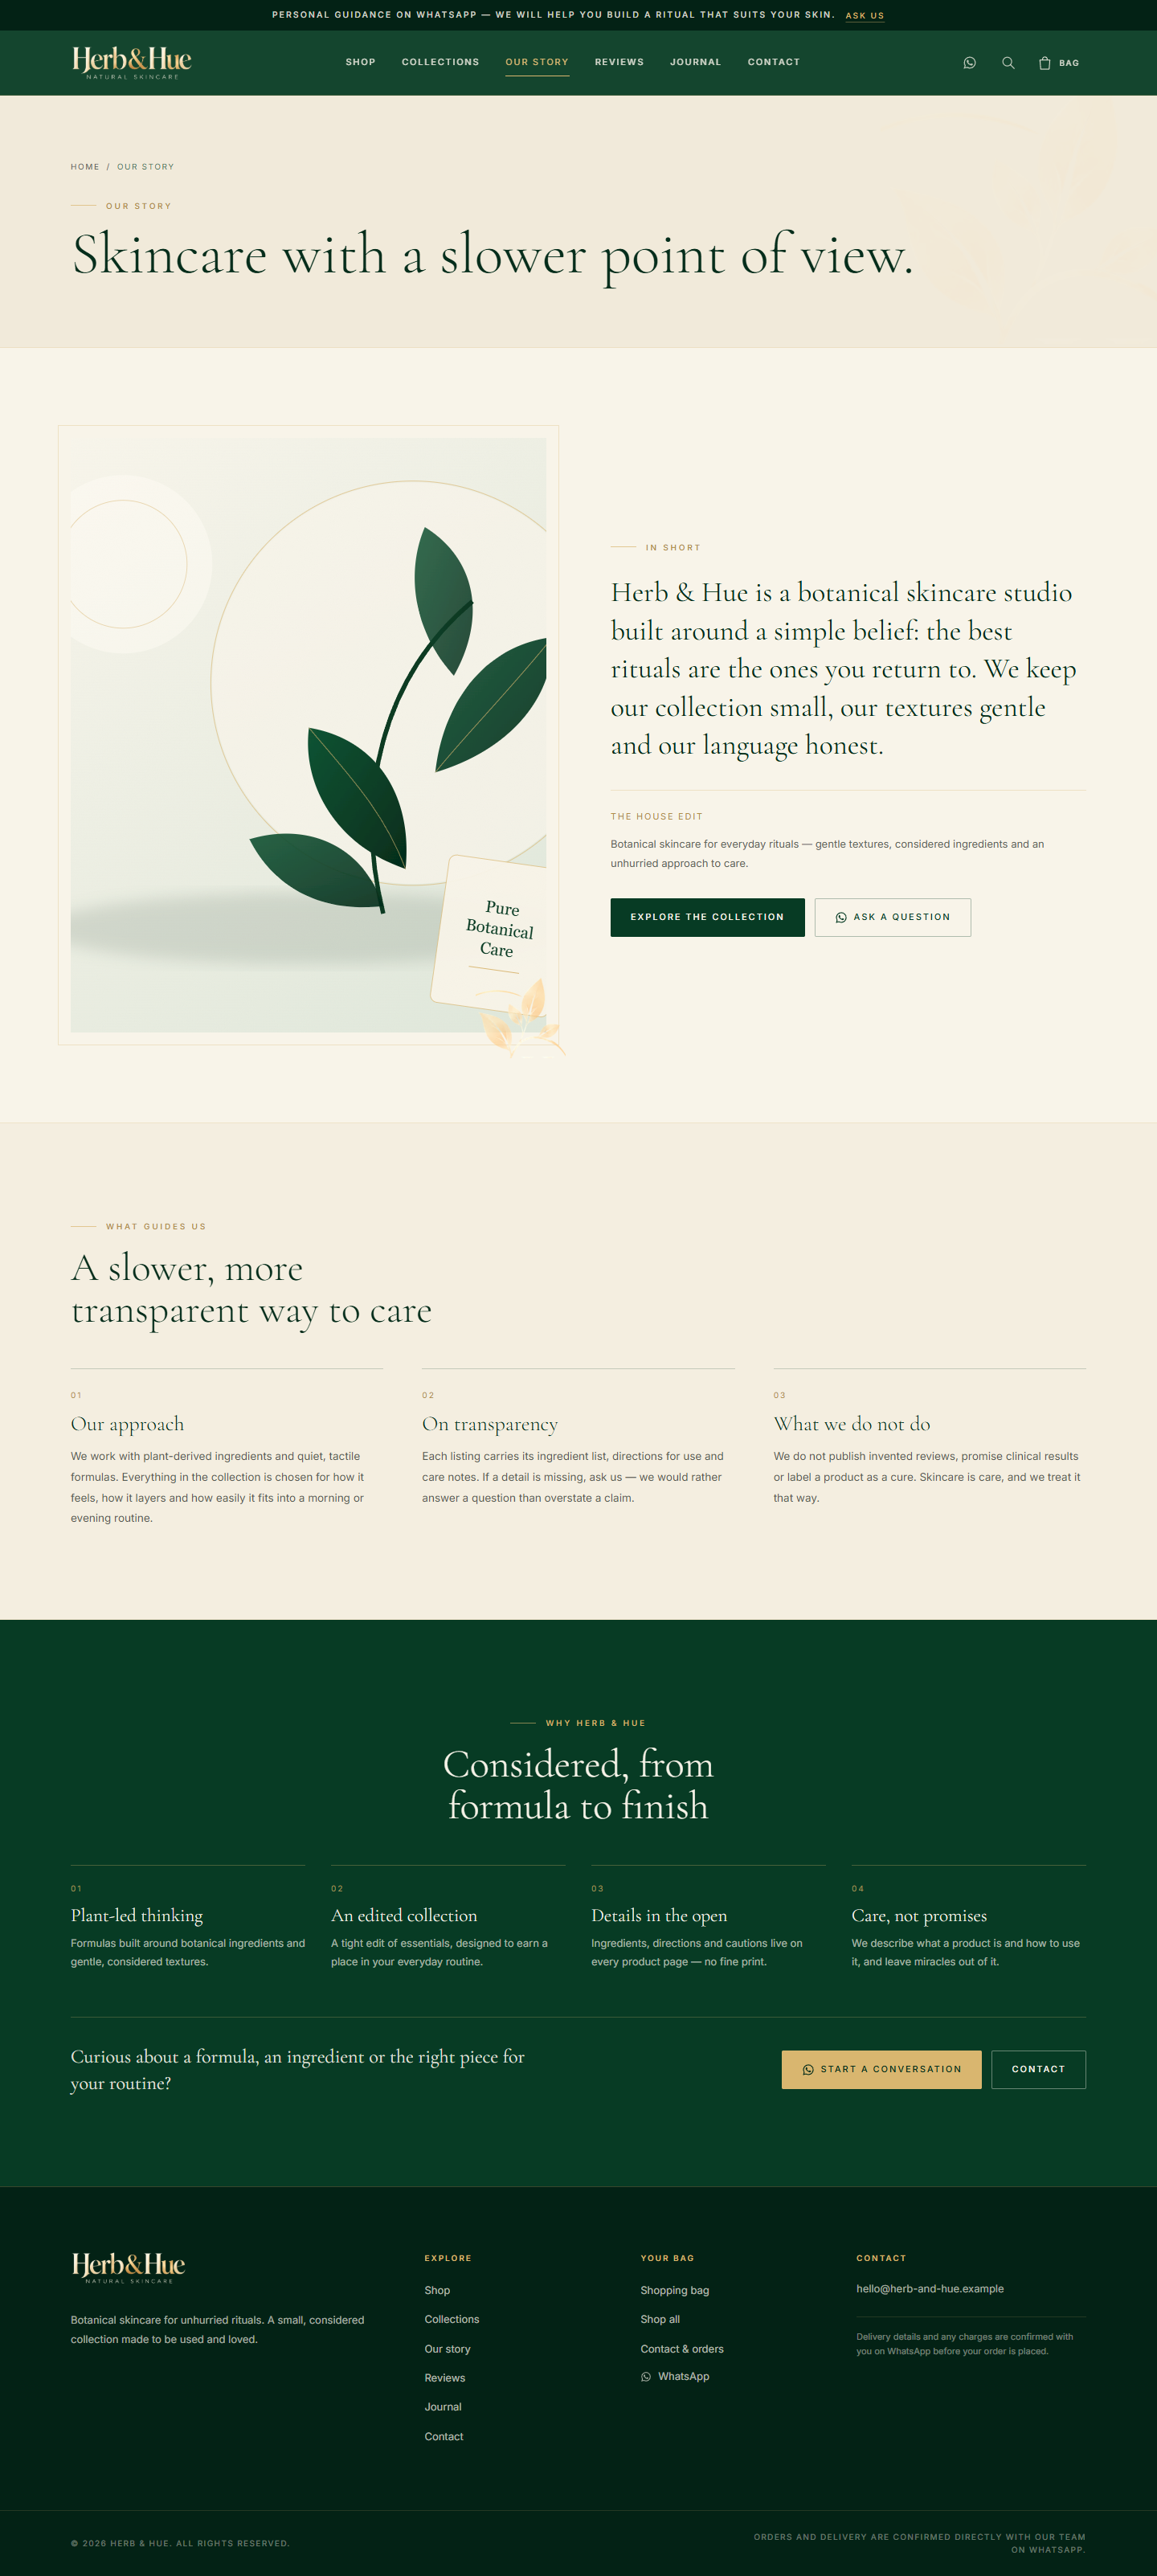 PERSONAL GUIDANCE ON WHATSAPP — WE WILL HELP YOU BUILD A RITUAL THAT SUITS YOUR SKIN. ASK US
Herb&Hue
NATURAL SKINCARE
SHOP COLLECTIONS OUR STORY REVIEWS JOURNAL CONTACT
BAG
HOME / OUR STORY
OUR STORY
Skincare with a slower point of view.
Pure
Botanical
Care
IN SHORT
Herb & Hue is a botanical skincare studio
built around a simple belief: the best
rituals are the ones you return to. We keep
our collection small, our textures gentle
and our language honest.
THE HOUSE EDIT
Botanical skincare for everyday rituals — gentle textures, considered ingredients and an
unhurried approach to care.
EXPLORE THE COLLECTION
ASK A QUESTION
WHAT GUIDES US
A slower, more
transparent way to care
01
Our approach
We work with plant-derived ingredients and quiet, tactile
formulas. Everything in the collection is chosen for how it
feels, how it layers and how easily it fits into a morning or
evening routine.
02
On transparency
Each listing carries its ingredient list, directions for use and
care notes. If a detail is missing, ask us — we would rather
answer a question than overstate a claim.
03
What we do not do
We do not publish invented reviews, promise clinical results
or label a product as a cure. Skincare is care, and we treat it
that way.
WHY HERB & HUE
Considered, from
formula to finish
01
Plant-led thinking
Formulas built around botanical ingredients and
gentle, considered textures.
02
An edited collection
A tight edit of essentials, designed to earn a
place in your everyday routine.
03
Details in the open
Ingredients, directions and cautions live on
every product page — no fine print.
04
Care, not promises
We describe what a product is and how to use
it, and leave miracles out of it.
Curious about a formula, an ingredient or the right piece for
your routine?
START A CONVERSATION
CONTACT
Herb&Hue
NATURAL SKINCARE
Botanical skincare for unhurried rituals. A small, considered
collection made to be used and loved.
EXPLORE
Shop
Collections
Our story
Reviews
Journal
Contact
YOUR BAG
Shopping bag
Shop all
Contact & orders
WhatsApp
CONTACT
hello@herb-and-hue.example
Delivery details and any charges are confirmed with
you on WhatsApp before your order is placed.
© 2026 HERB & HUE. ALL RIGHTS RESERVED.
ORDERS AND DELIVERY ARE CONFIRMED DIRECTLY WITH OUR TEAM
ON WHATSAPP.